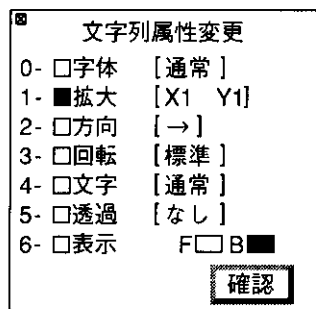 文字列属性変更
0- □字体 [通常]
1- ■拡大 [X1 Y1]
2- □方向 [→]
3- □回転 [標準]
4- □文字 [通常]
5- □透過 [なし]
6- □表示 F□B■
確認